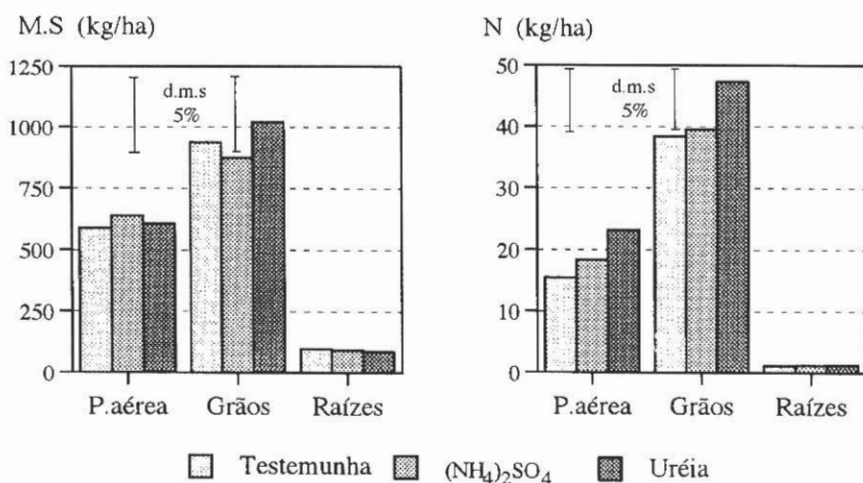 M.S (kg/ha)
1250
1000
750
500
250
0
d.m.s
5%
P.aérea Grãos Raízes
N (kg/ha)
50
40
30
20
10
0
d.m.s
5%
P.aérea Grãos Raízes
Testemunha (NH4)2SO4 Uréia